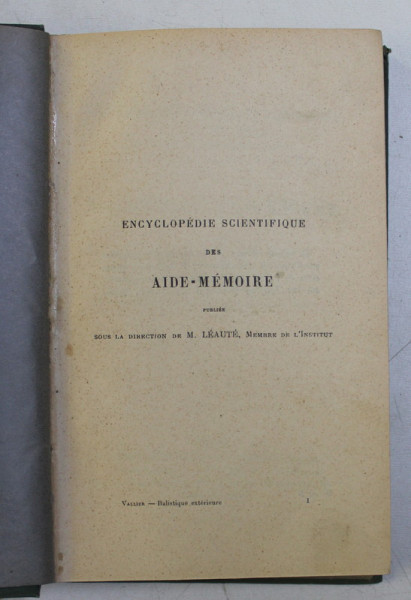 ENCYCLOPÉDIE SCIENTIFIQUE
DES
AIDE-MÉMOIRE
PUBLIÉE
SOUS LA DIRECTION DE M. LÉAUTÉ, MEMBRE DE L'INSTITUT
VALLIER — Balistique extérieure 1